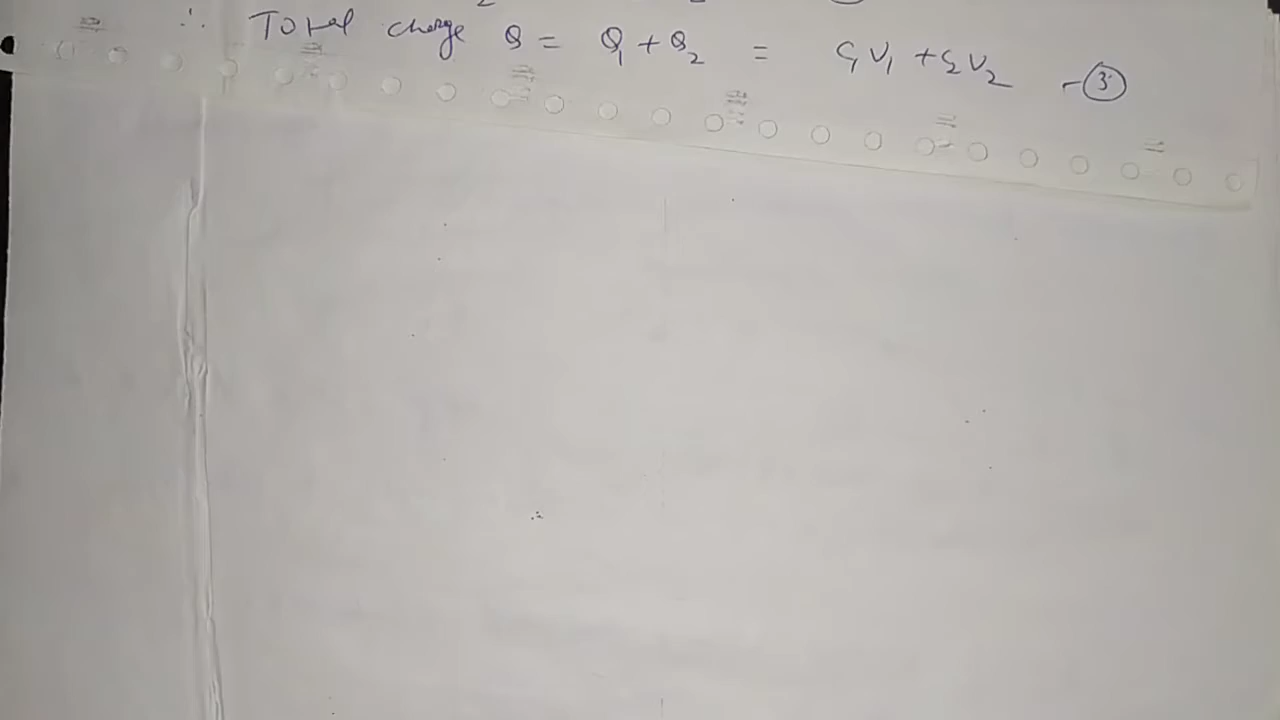 ∴ Total charge Q = Q₁ + Q₂ = C₁V₁ + C₂V₂ - ③